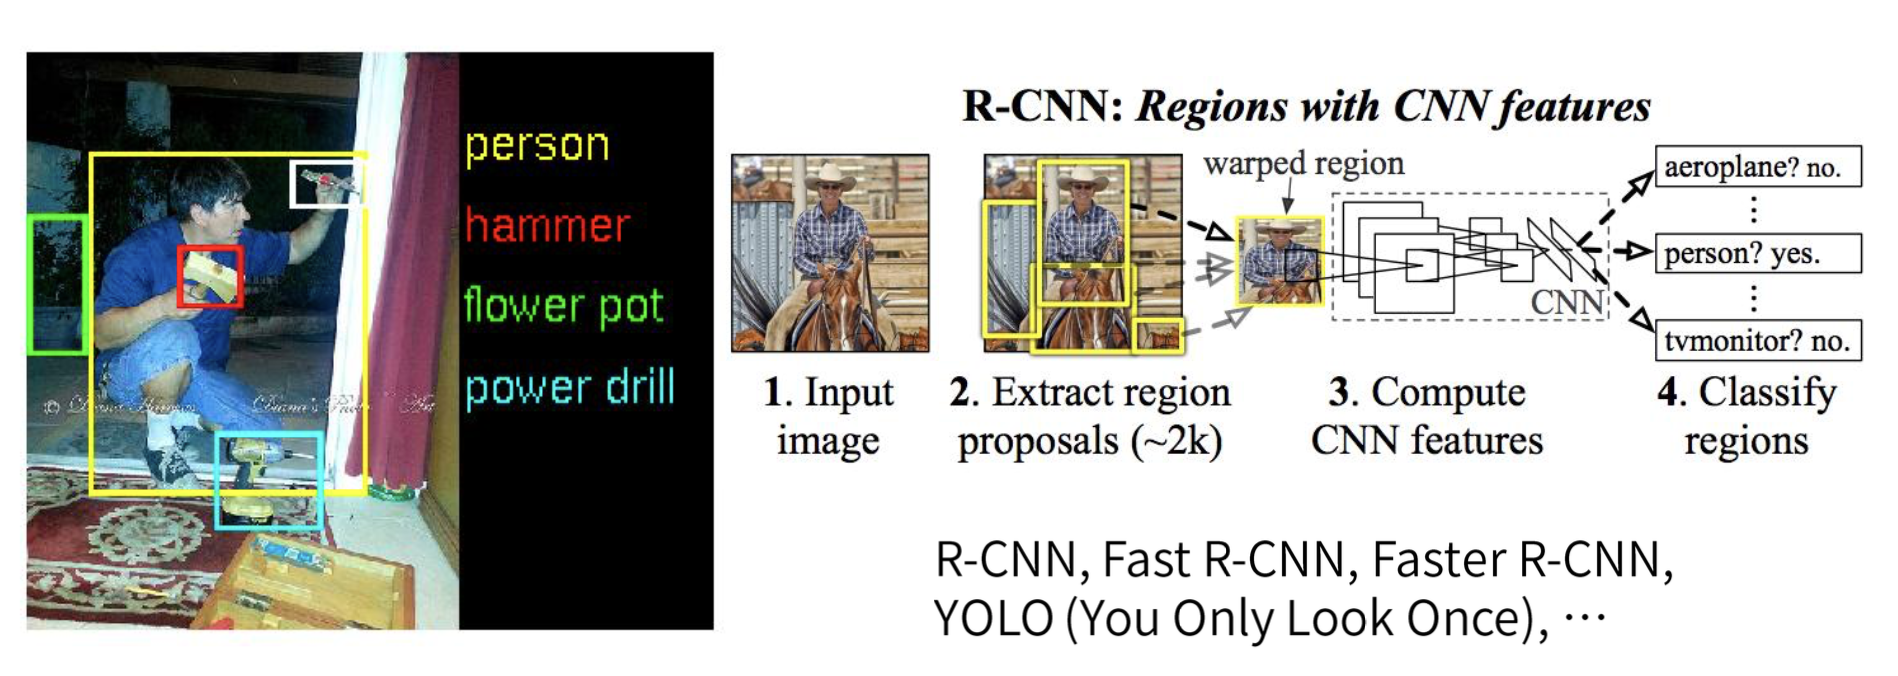 person
hammer
flower pot
power drill
©
R-CNN: Regions with CNN features
warped region
CNN
aeroplane? no.
⋮
person? yes.
⋮
tvmonitor? no.
1. Input
image
2. Extract region
proposals (~2k)
3. Compute
CNN features
4. Classify
regions
R-CNN, Fast R-CNN, Faster R-CNN,
YOLO (You Only Look Once), ⋯